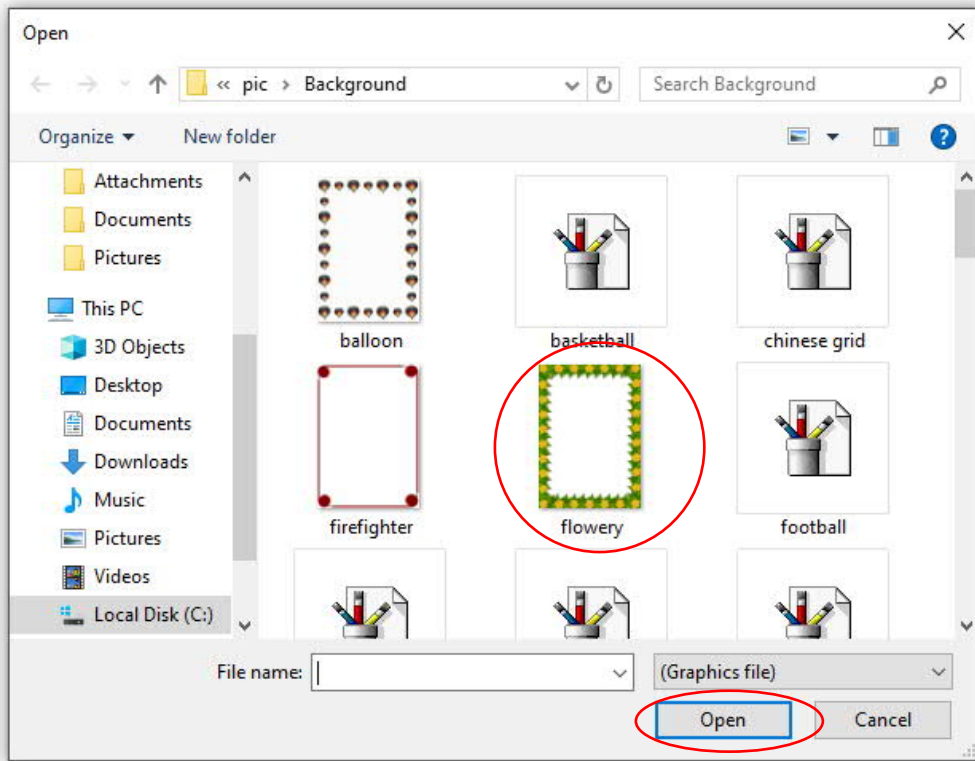 Open
« pic › Background
Search Background
Organize
New folder
?
Attachments
Documents
Pictures
This PC
3D Objects
Desktop
Documents
Downloads
Music
Pictures
Videos
Local Disk (C:)
balloon
basketball
chinese grid
firefighter
flowery
football
File name:
(Graphics file)
Open
Cancel